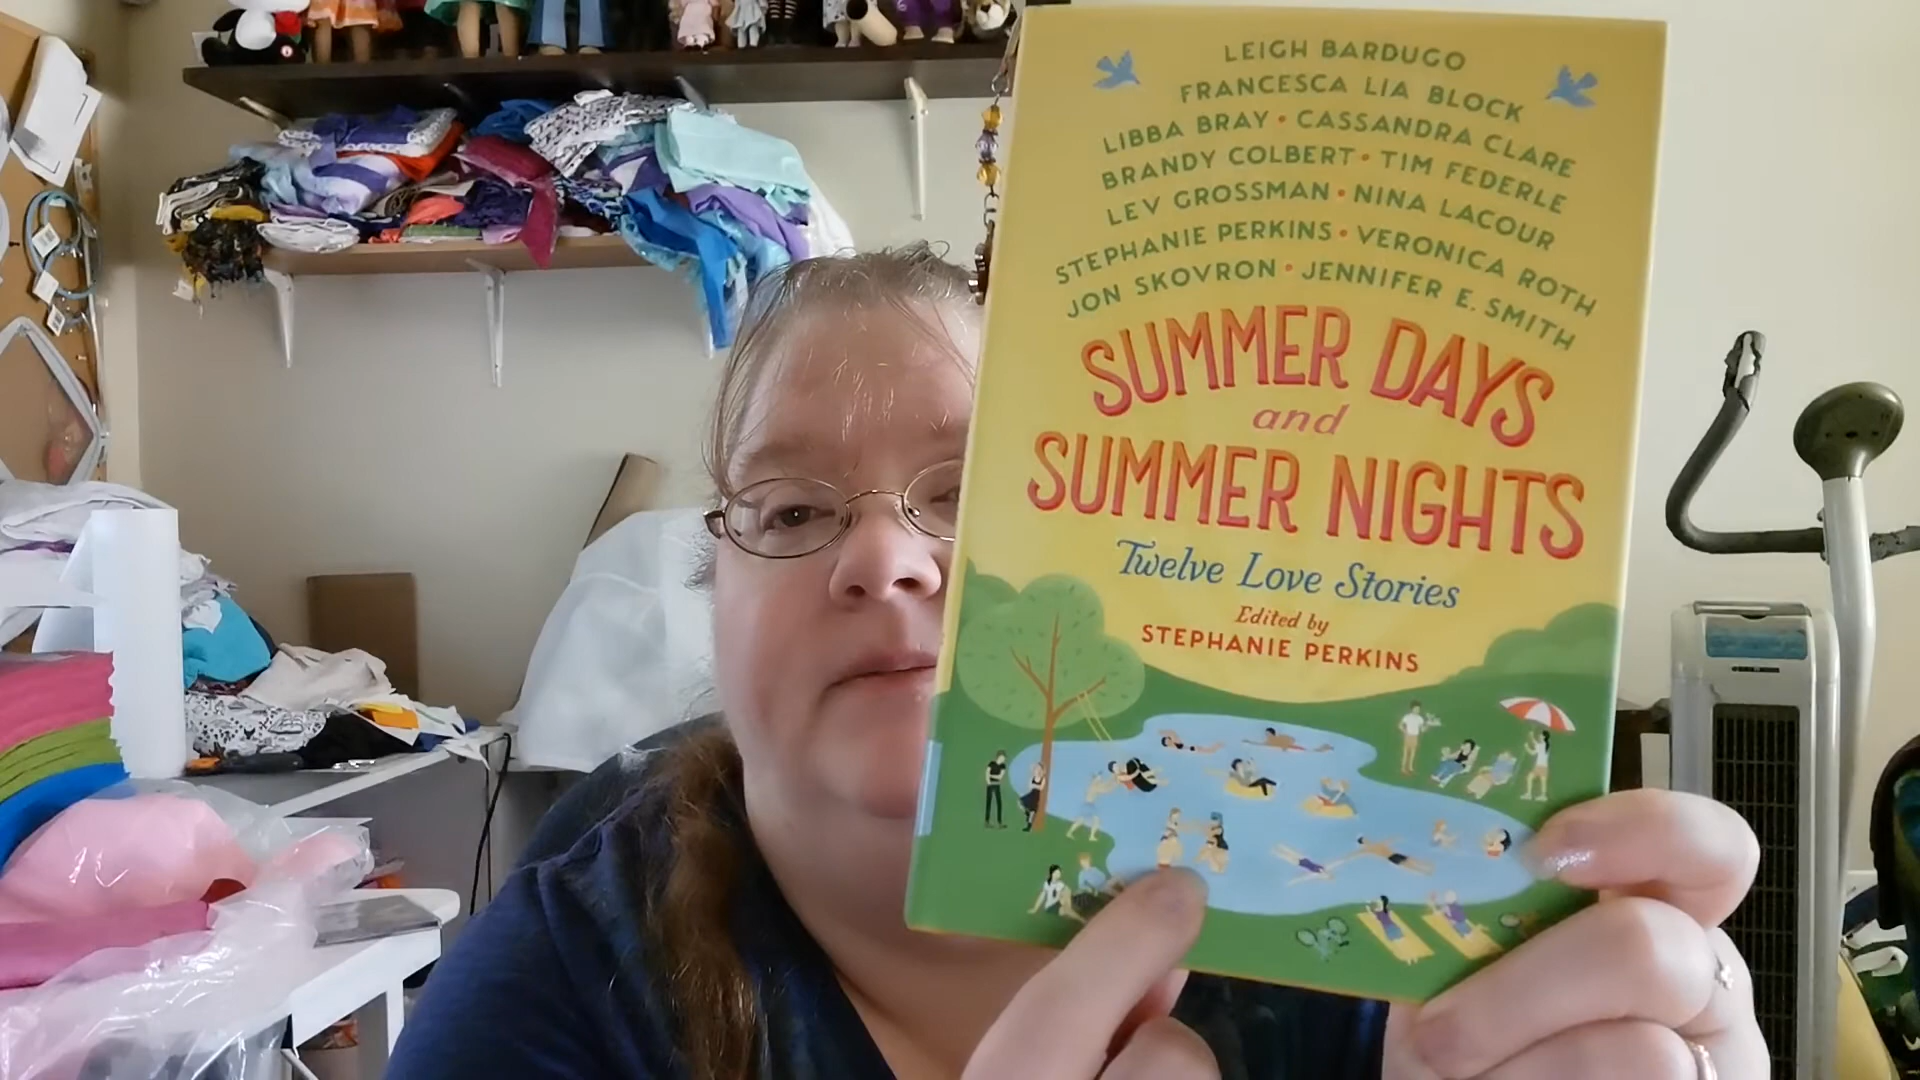 LEIGH BARDUGO
FRANCESCA LIA BLOCK
LIBBA BRAY • CASSANDRA CLARE
BRANDY COLBERT • TIM FEDERLE
LEV GROSSMAN • NINA LACOUR
STEPHANIE PERKINS • VERONICA ROTH
JON SKOVRON • JENNIFER E. SMITH
SUMMER DAYS
and
SUMMER NIGHTS
Twelve Love Stories
Edited by
STEPHANIE PERKINS